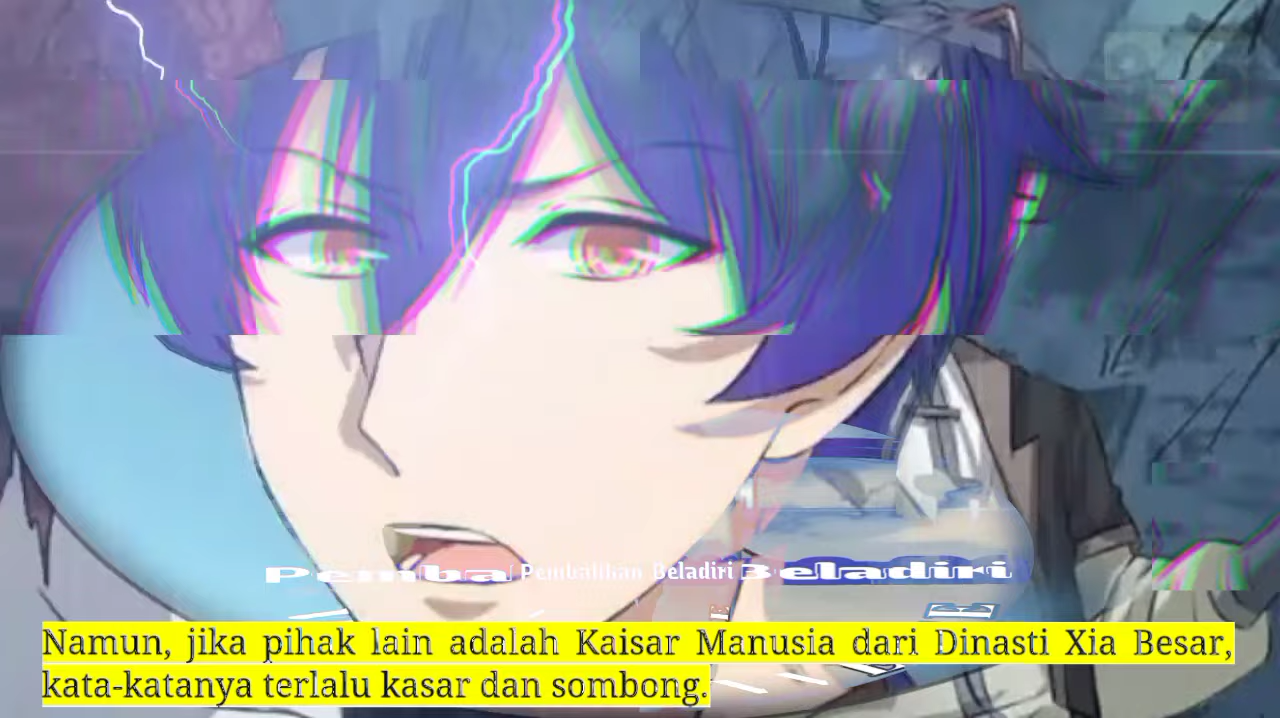 Pembalikan Beladiri
Namun, jika pihak lain adalah Kaisar Manusia dari Dinasti Xia Besar,
kata-katanya terlalu kasar dan sombong.